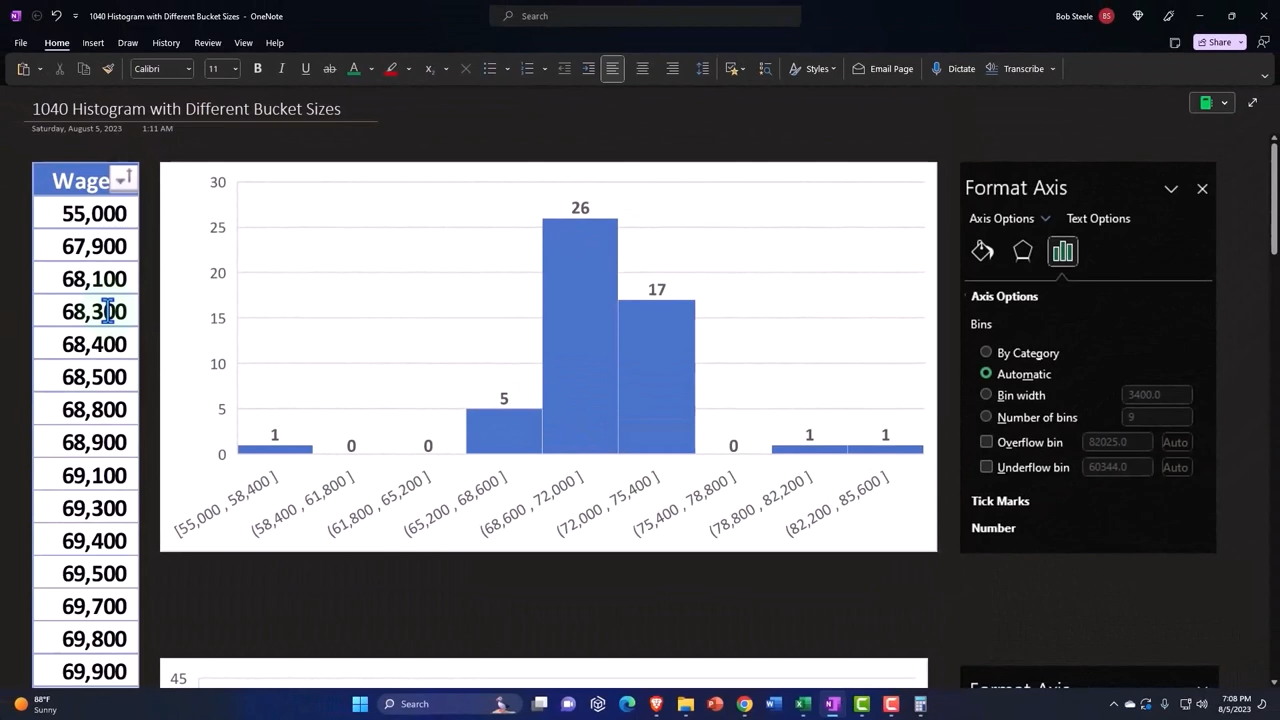 1040 Histogram with Different Bucket Sizes - OneNote
Search
Bob Steele BS
File Home Insert Draw History Review View Help
Share
Calibri 11 B I U ab A Styles Email Page Dictate Transcribe
1040 Histogram with Different Bucket Sizes
Saturday, August 5, 2023 1:11 AM
Wage
55,000
67,900
68,100
68,300
68,400
68,500
68,800
68,900
69,100
69,300
69,400
69,500
69,700
69,800
69,900
30
25
20
15
10
5
0
1 0 0 5 26 17 0 1 1
[55,000 , 58,400 ] (58,400 , 61,800 ] (61,800 , 65,200 ] (65,200 , 68,600 ] (68,600 , 72,000 ] (72,000 , 75,400 ] (75,400 , 78,800 ] (78,800 , 82,200 ] (82,200 , 85,600 ]
Format Axis
Axis Options Text Options
Axis Options
Bins
By Category
Automatic
Bin width 3400.0
Number of bins 9
Overflow bin 82025.0 Auto
Underflow bin 60344.0 Auto
Tick Marks
Number
45
88°F
Sunny
Search
7:08 PM
8/5/2023